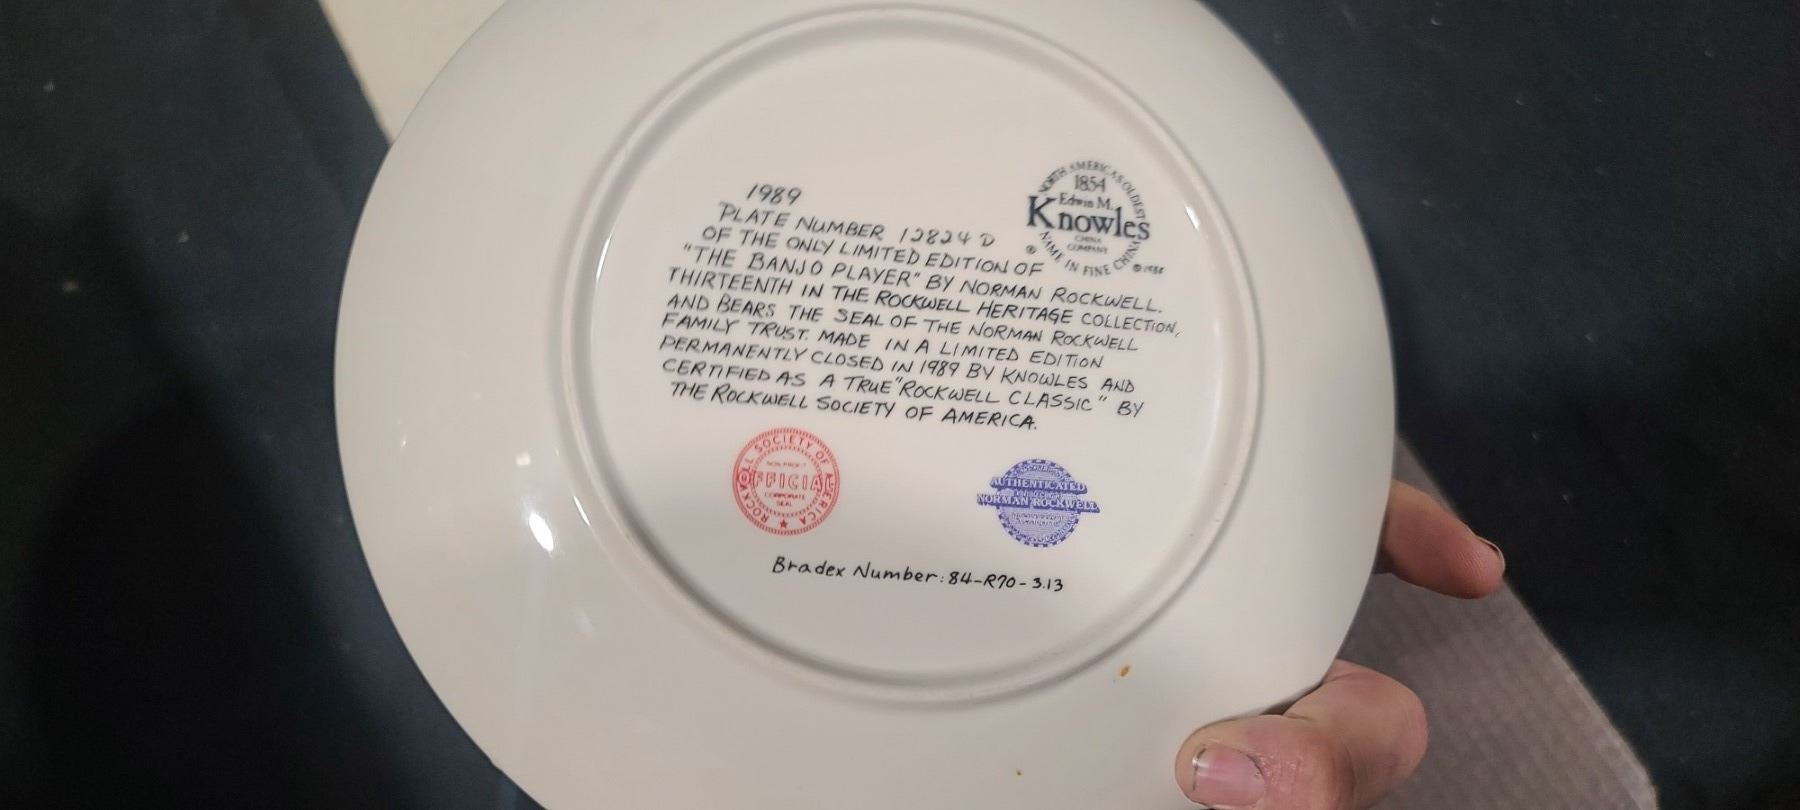 1989
PLATE NUMBER 12824 D
OF THE ONLY LIMITED EDITION OF
"THE BANJO PLAYER" BY NORMAN ROCKWELL.
THIRTEENTH IN THE ROCKWELL HERITAGE COLLECTION,
AND BEARS THE SEAL OF THE NORMAN ROCKWELL
FAMILY TRUST. MADE IN A LIMITED EDITION
PERMANENTLY CLOSED IN 1989 BY KNOWLES AND
CERTIFIED AS A TRUE "ROCKWELL CLASSIC" BY
THE ROCKWELL SOCIETY OF AMERICA.
NORTH AMERICA'S OLDEST
1854
Edwin M.
Knowles
CHINA
COMPANY
NAME IN FINE CHINA
ROCKWELL SOCIETY OF AMERICA
NON-PROFIT
OFFICIAL
CORPORATE
SEAL
AUTHENTICATED
NORMAN ROCKWELL
Bradex Number: 84-R70-3.13